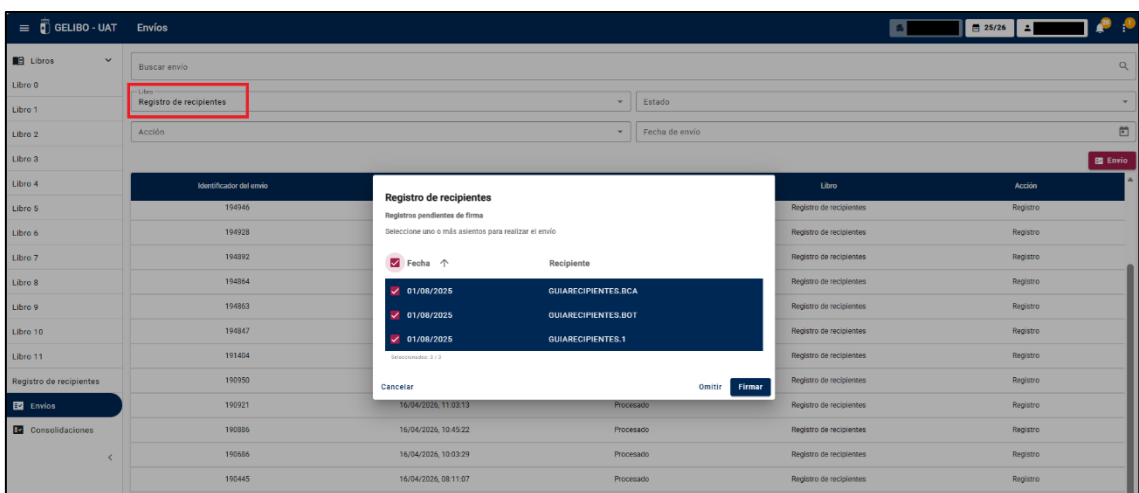 GELIBO - UAT Envíos 25/26
Libros
Libro 0
Libro 1
Libro 2
Libro 3
Libro 4
Libro 5
Libro 6
Libro 7
Libro 8
Libro 9
Libro 10
Libro 11
Registro de recipientes
Envíos
Consolidaciones
Buscar envío
Libro
Registro de recipientes
Estado
Acción
Fecha de envío
Envío
Identificador del envío Libro Acción
194946 Registro de recipientes Registro
194928 Registro de recipientes Registro
194892 Registro de recipientes Registro
194864 Registro de recipientes Registro
194863 Registro de recipientes Registro
194847 Registro de recipientes Registro
191404 Registro de recipientes Registro
190950 Registro de recipientes Registro
190921 16/04/2026, 11:03:13 Procesado Registro de recipientes Registro
190886 16/04/2026, 10:45:22 Procesado Registro de recipientes Registro
190686 16/04/2026, 10:03:29 Procesado Registro de recipientes Registro
190445 16/04/2026, 08:11:07 Procesado Registro de recipientes Registro
Registro de recipientes
Registros pendientes de firma
Seleccione uno o más asientos para realizar el envío
Fecha Recipiente
01/08/2025 GUIARECIPIENTES.BCA
01/08/2025 GUIARECIPIENTES.BOT
01/08/2025 GUIARECIPIENTES.1
Seleccionados: 3 / 3
Cancelar Omitir Firmar